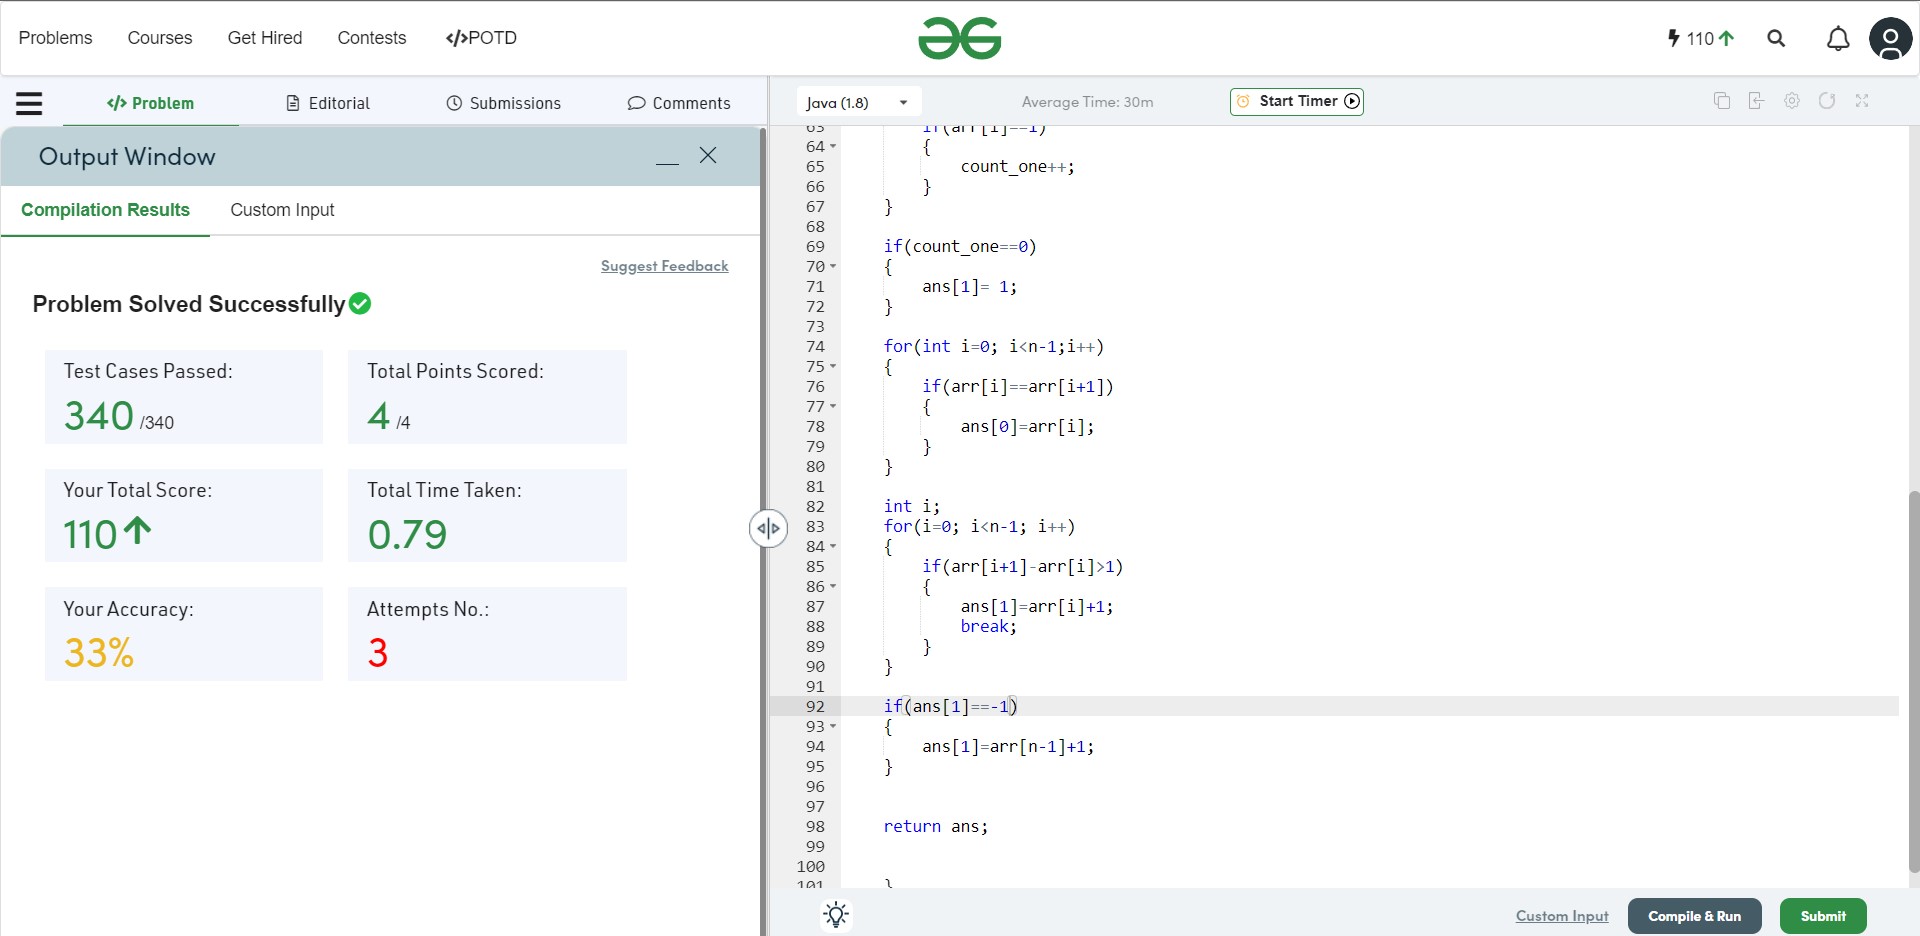 Problems Courses Get Hired Contests </>POTD
110
</> Problem Editorial Submissions Comments
Output Window
Compilation Results Custom Input
Suggest Feedback
Problem Solved Successfully
Test Cases Passed: Total Points Scored:
340 /340 4 /4
Your Total Score: Total Time Taken:
110 0.79
Your Accuracy: Attempts No.:
33% 3
Java (1.8) Average Time: 30m Start Timer
63 if(arr[i]==1)
64 {
65 count_one++;
66 }
67 }
68
69 if(count_one==0)
70 {
71 ans[1]= 1;
72 }
73
74 for(int i=0; i<n-1;i++)
75 {
76 if(arr[i]==arr[i+1])
77 {
78 ans[0]=arr[i];
79 }
80 }
81
82 int i;
83 for(i=0; i<n-1; i++)
84 {
85 if(arr[i+1]-arr[i]>1)
86 {
87 ans[1]=arr[i]+1;
88 break;
89 }
90 }
91
92 if(ans[1]==-1)
93 {
94 ans[1]=arr[n-1]+1;
95 }
96
97
98 return ans;
99
100
101 }
Custom Input Compile & Run Submit